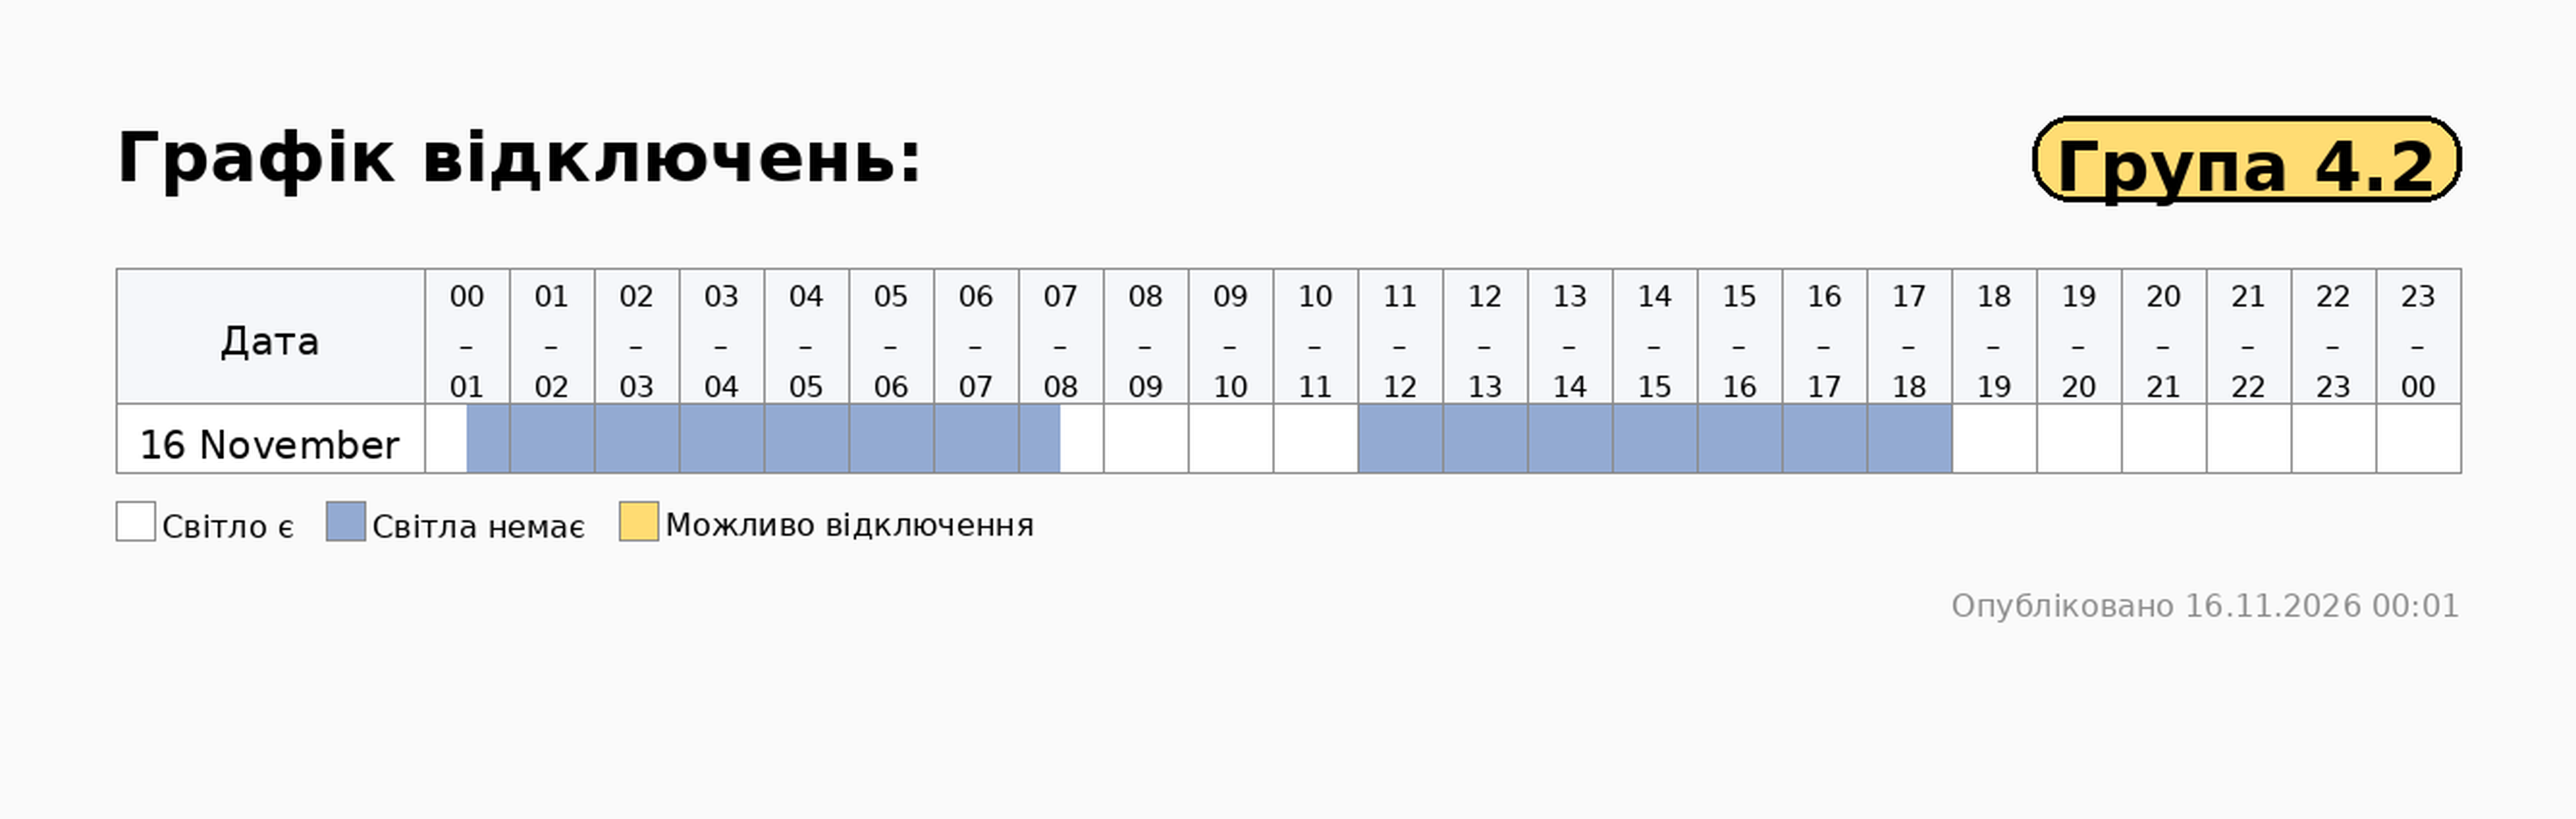 Графік відключень:
Група 4.2
Дата
00 – 01
01 – 02
02 – 03
03 – 04
04 – 05
05 – 06
06 – 07
07 – 08
08 – 09
09 – 10
10 – 11
11 – 12
12 – 13
13 – 14
14 – 15
15 – 16
16 – 17
17 – 18
18 – 19
19 – 20
20 – 21
21 – 22
22 – 23
23 – 00
16 November
Світло є
Світла немає
Можливо відключення
Опубліковано 16.11.2026 00:01